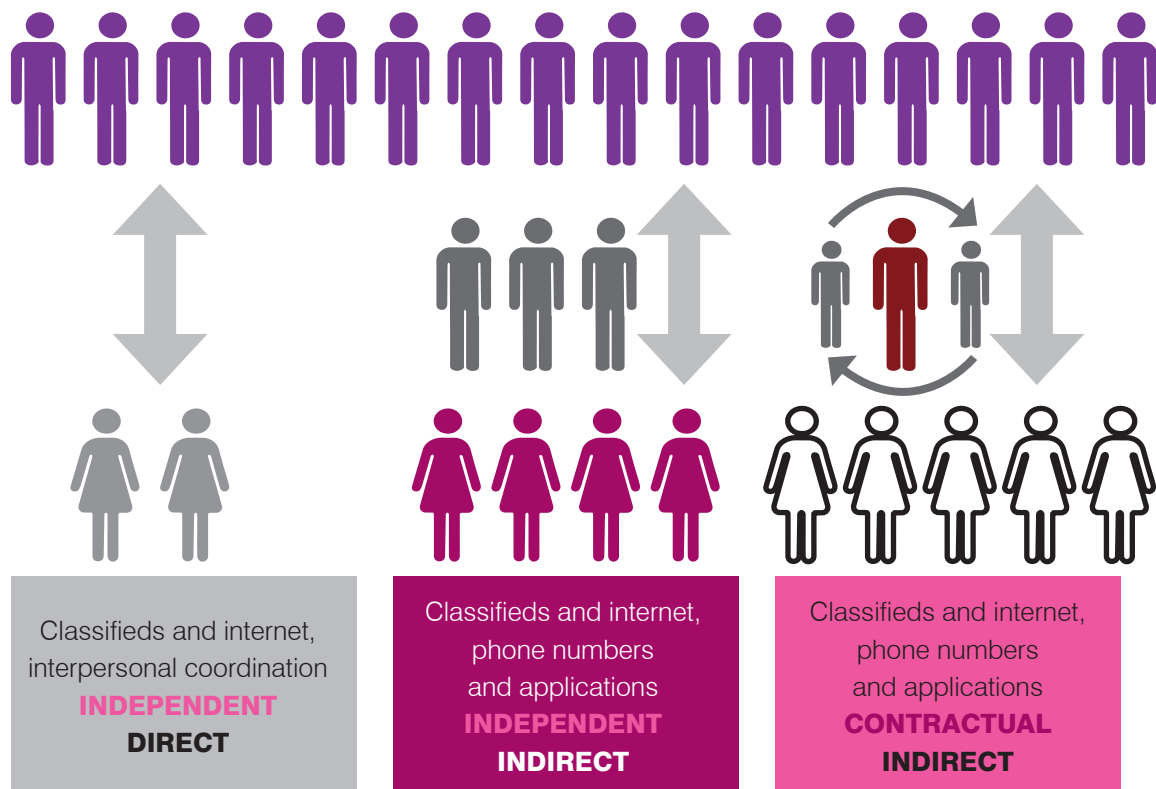 Classifieds and internet,
interpersonal coordination
INDEPENDENT
DIRECT
Classifieds and internet,
phone numbers
and applications
INDEPENDENT
INDIRECT
Classifieds and internet,
phone numbers
and applications
CONTRACTUAL
INDIRECT